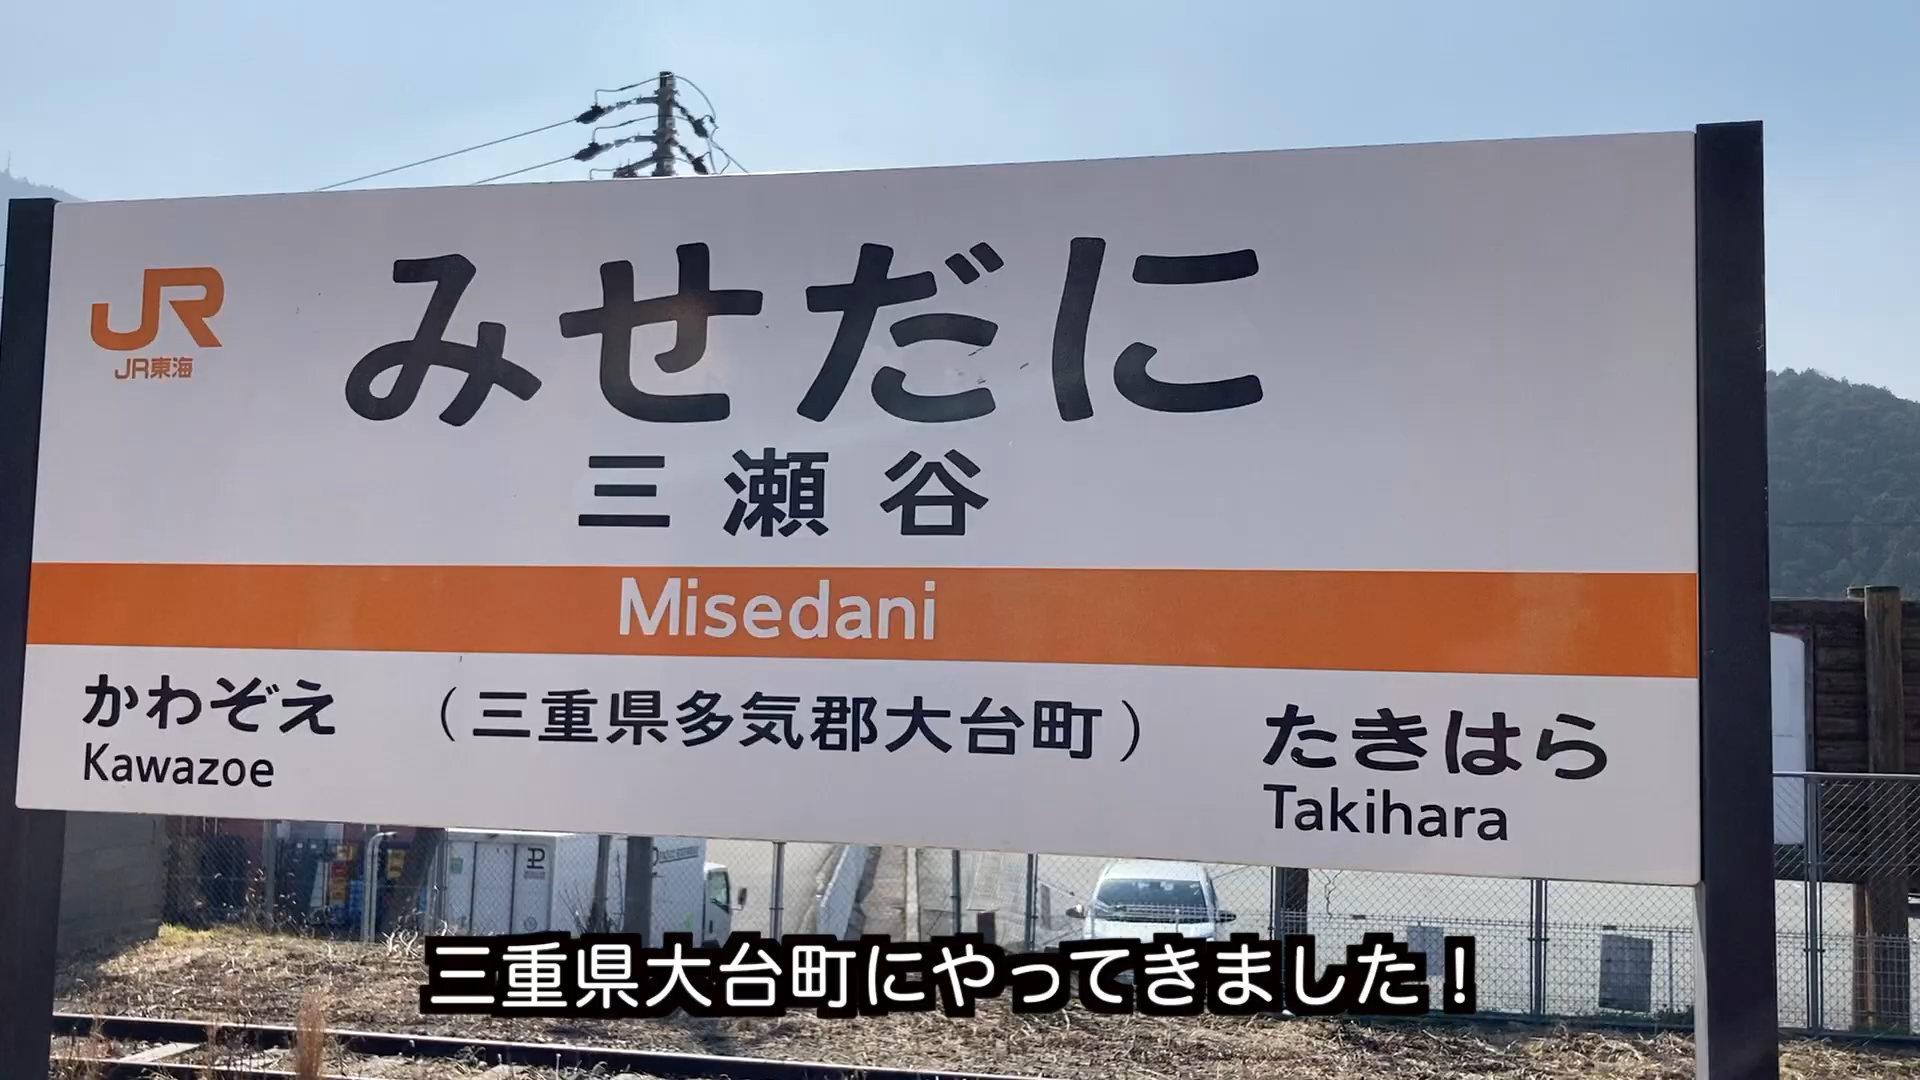 JR
JR東海
みせだに
三瀬谷
Misedani
かわぞえ
Kawazoe
(三重県多気郡大台町)
たきはら
Takihara
三重県大台町にやってきました!